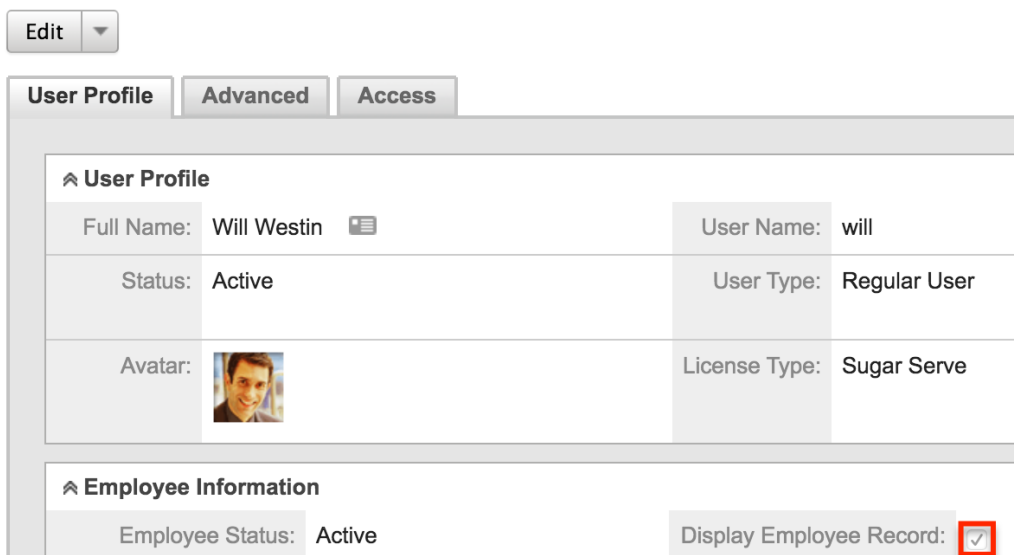 Edit
User Profile Advanced Access
User Profile
Full Name: Will Westin User Name: will
Status: Active User Type: Regular User
Avatar: License Type: Sugar Serve
Employee Information
Employee Status: Active Display Employee Record: